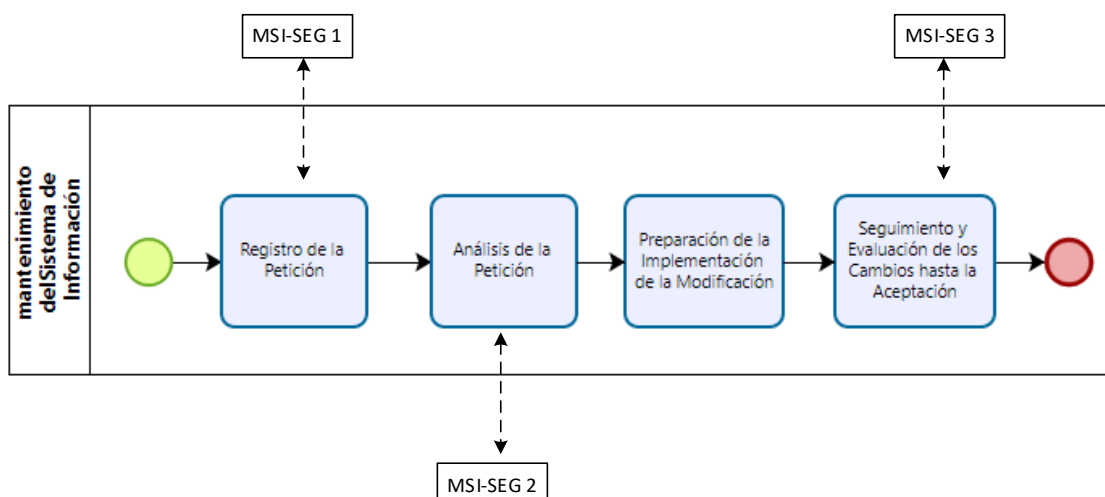 MSI-SEG 1
MSI-SEG 3
mantenimiento
delSistema de
Información
Registro de la
Petición
Análisis de la
Petición
Preparación de la
Implementación
de la Modificación
Seguimiento y
Evaluación de los
Cambios hasta la
Aceptación
MSI-SEG 2